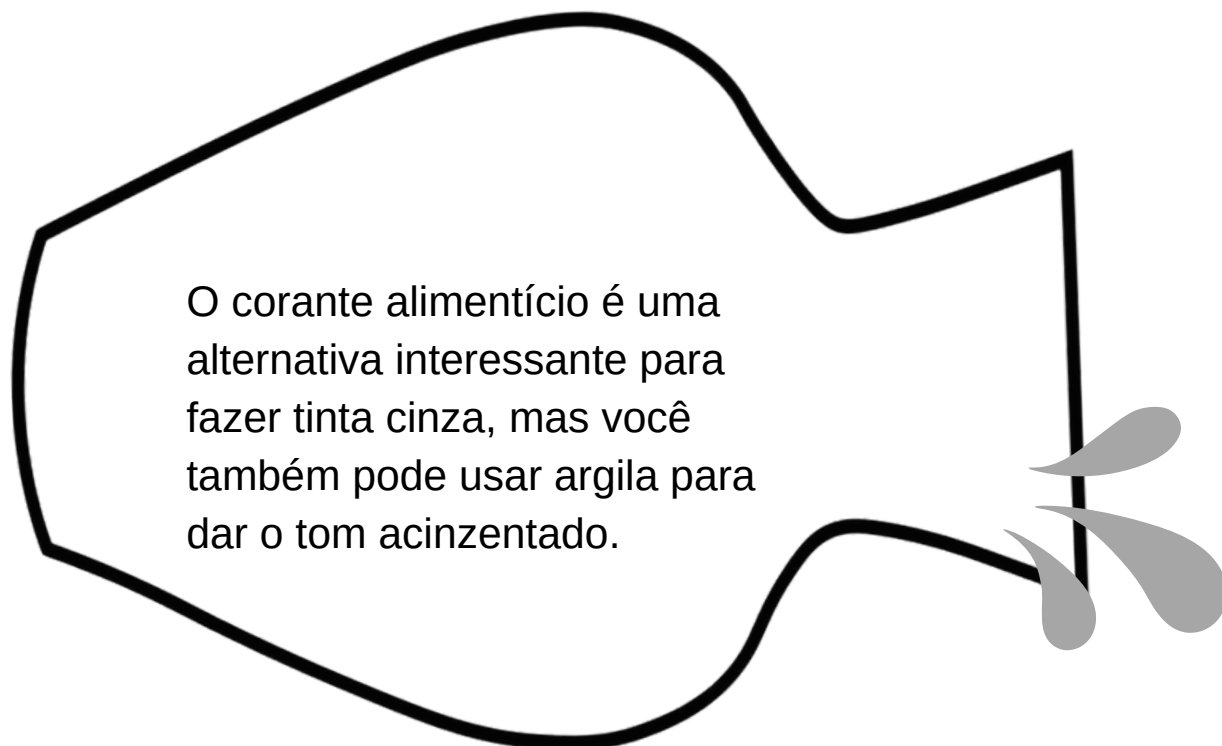 O corante alimentício é uma
alternativa interessante para
fazer tinta cinza, mas você
também pode usar argila para
dar o tom acinzentado.